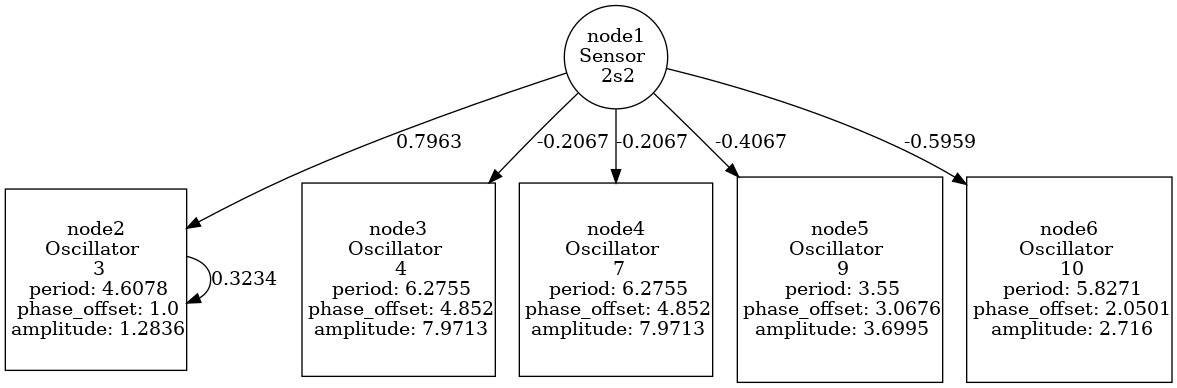 node1
Sensor
2s2
0.7963
-0.2067
-0.2067
-0.4067
-0.5959
node2
Oscillator
3
period: 4.6078
phase_offset: 1.0
amplitude: 1.2836
0.3234
node3
Oscillator
4
period: 6.2755
phase_offset: 4.852
amplitude: 7.9713
node4
Oscillator
7
period: 6.2755
phase_offset: 4.852
amplitude: 7.9713
node5
Oscillator
9
period: 3.55
phase_offset: 3.0676
amplitude: 3.6995
node6
Oscillator
10
period: 5.8271
phase_offset: 2.0501
amplitude: 2.716